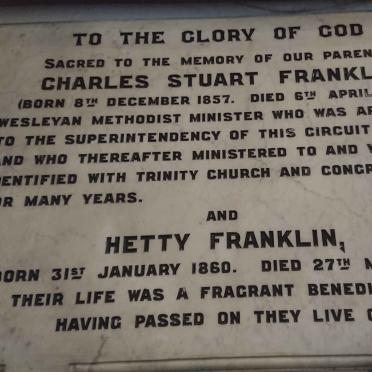 TO THE GLORY OF GOD
SACRED TO THE MEMORY OF OUR PAREN
CHARLES STUART FRANKL
(BORN 8TH DECEMBER 1857. DIED 6TH APRIL
WESLEYAN METHODIST MINISTER WHO WAS AP
TO THE SUPERINTENDENCY OF THIS CIRCUIT
AND WHO THEREAFTER MINISTERED TO AND
DENTIFIED WITH TRINITY CHURCH AND CONGR
OR MANY YEARS.
AND
HETTY FRANKLIN,
BORN 31ST JANUARY 1860. DIED 27TH M
THEIR LIFE WAS A FRAGRANT BENEDI
HAVING PASSED ON THEY LIVE